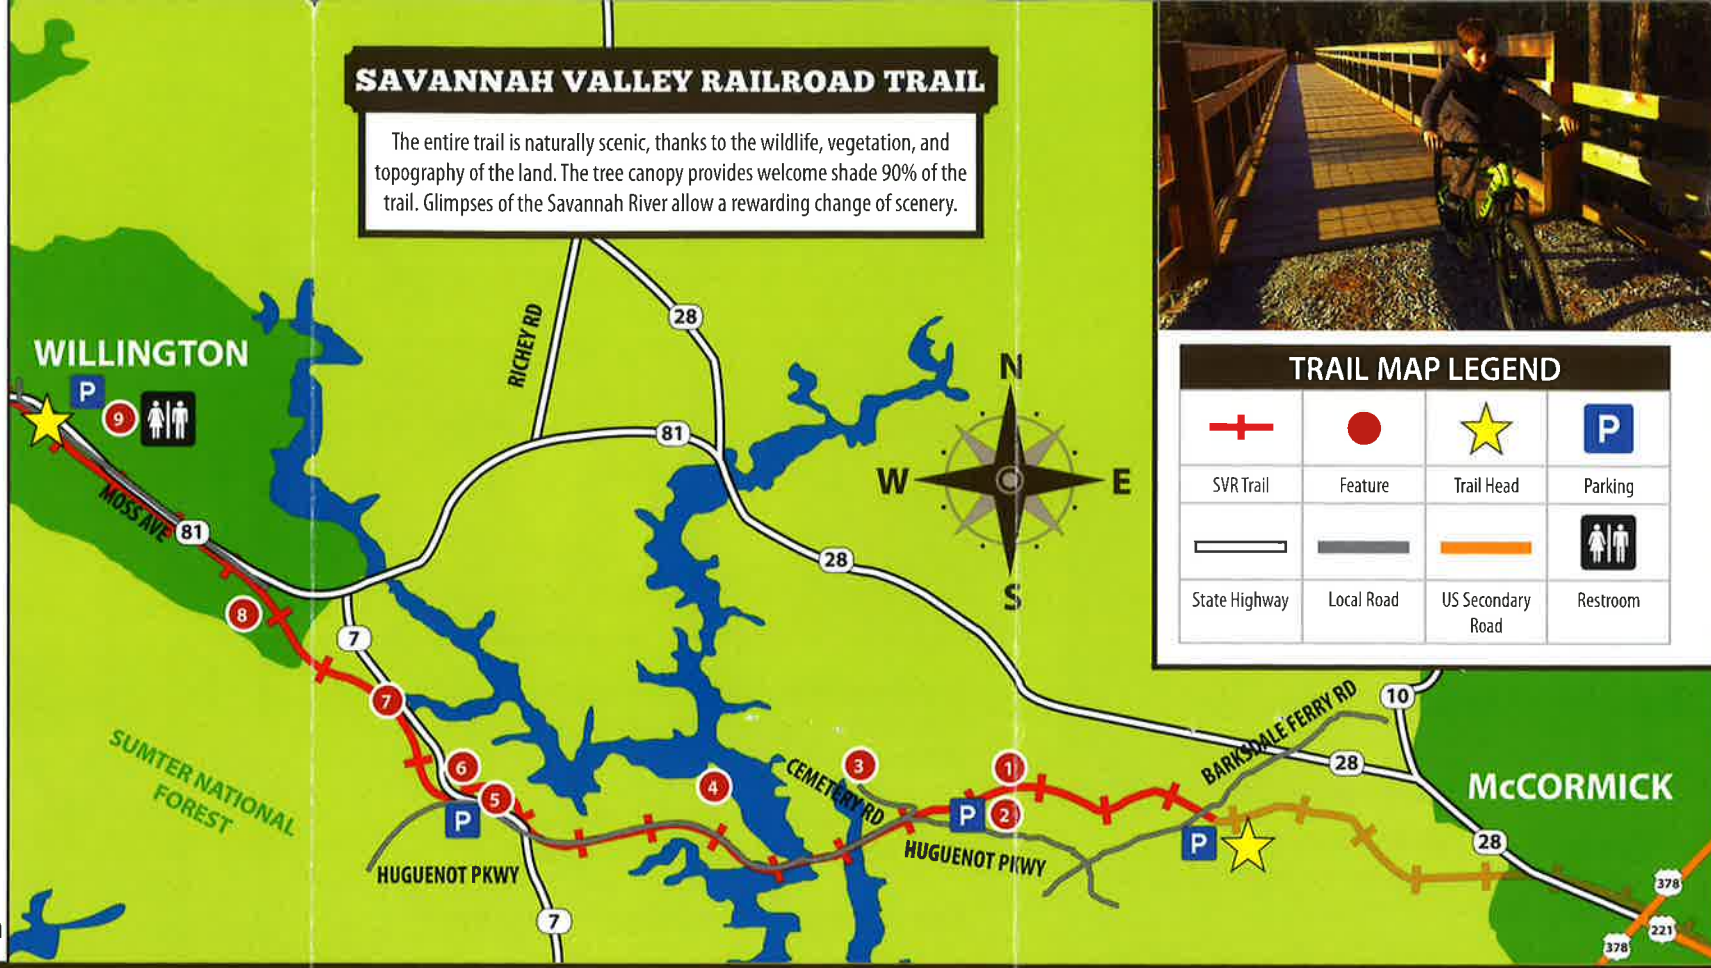 SAVANNAH VALLEY RAILROAD TRAIL
The entire trail is naturally scenic, thanks to the wildlife, vegetation, and
topography of the land. The tree canopy provides welcome shade 90% of the
trail. Glimpses of the Savannah River allow a rewarding change of scenery.
TRAIL MAP LEGEND
P
SVR Trail
Feature
Trail Head
Parking
State Highway
Local Road
US Secondary
Road
Restroom
N
W
E
S
WILLINGTON
P
9
MOSS AVE
81
8
RICHEY RD
28
81
28
7
7
SUMTER NATIONAL
FOREST
6
5
P
HUGUENOT PKWY
7
4
3
CEMETERY RD
1
P
2
HUGUENOT PKWY
BARKSDALE FERRY RD
P
10
28
McCORMICK
28
378
221
378